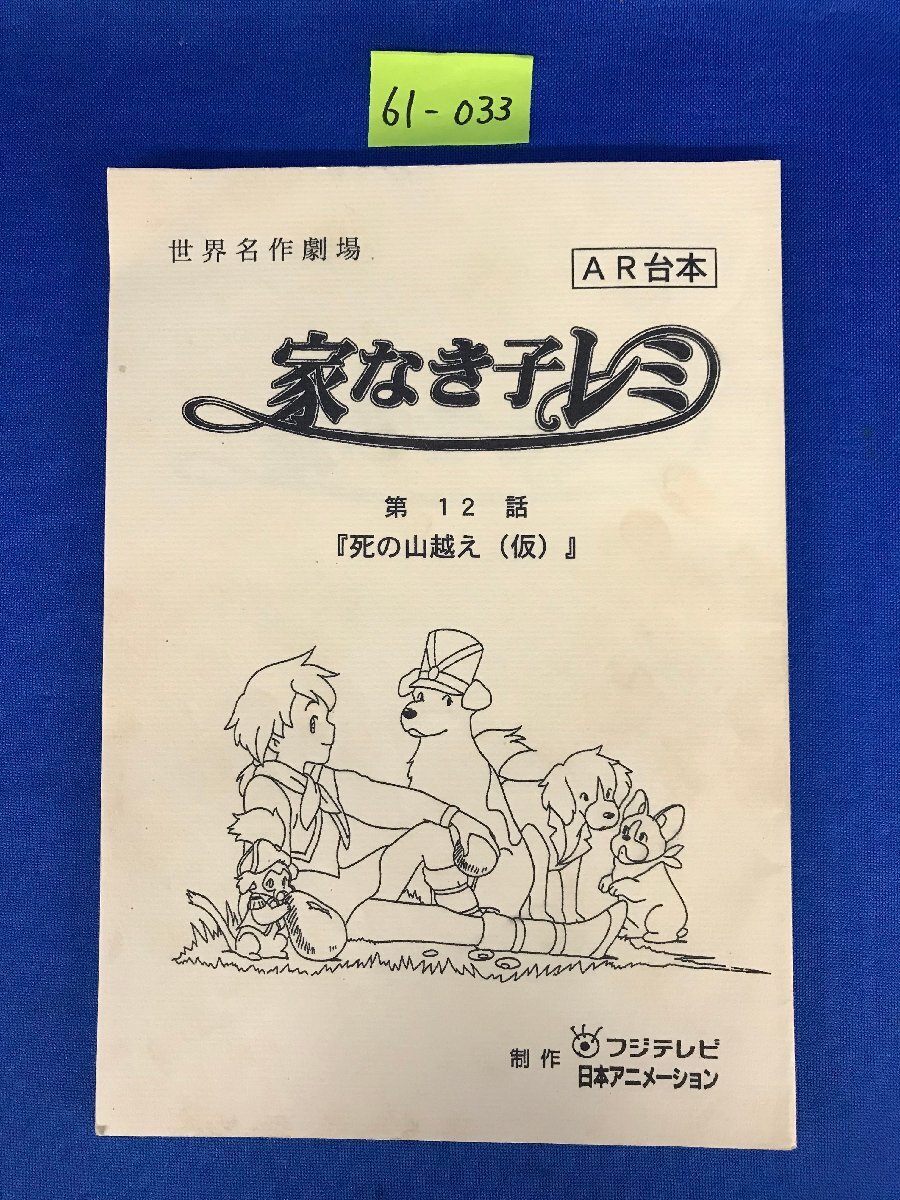 61-033
世界名作劇場
AR台本
家なき子レミ
第 12 話
『死の山越え(仮)』
制作 フジテレビ
日本アニメーション